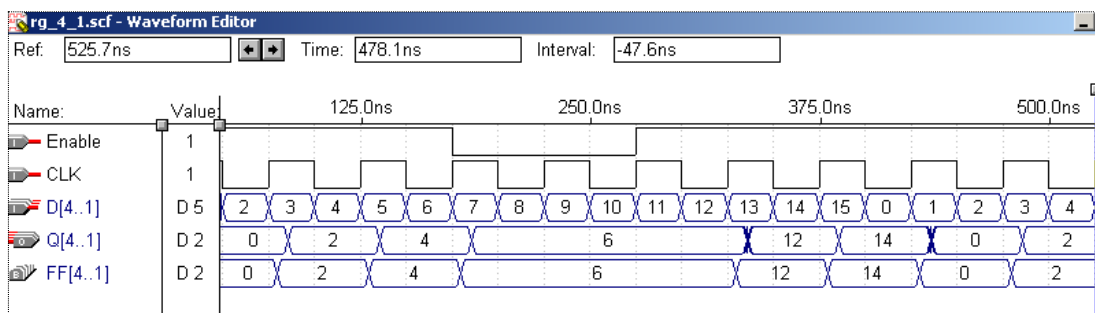 rg_4_1.scf - Waveform Editor
Ref: 525.7ns Time: 478.1ns Interval: -47.6ns
Name: Value: 125.0ns 250.0ns 375.0ns 500.0ns
Enable 1
CLK 1
D[4..1] D 5 2 3 4 5 6 7 8 9 10 11 12 13 14 15 0 1 2 3 4
Q[4..1] D 2 0 2 4 6 12 14 0 2
FF[4..1] D 2 0 2 4 6 12 14 0 2